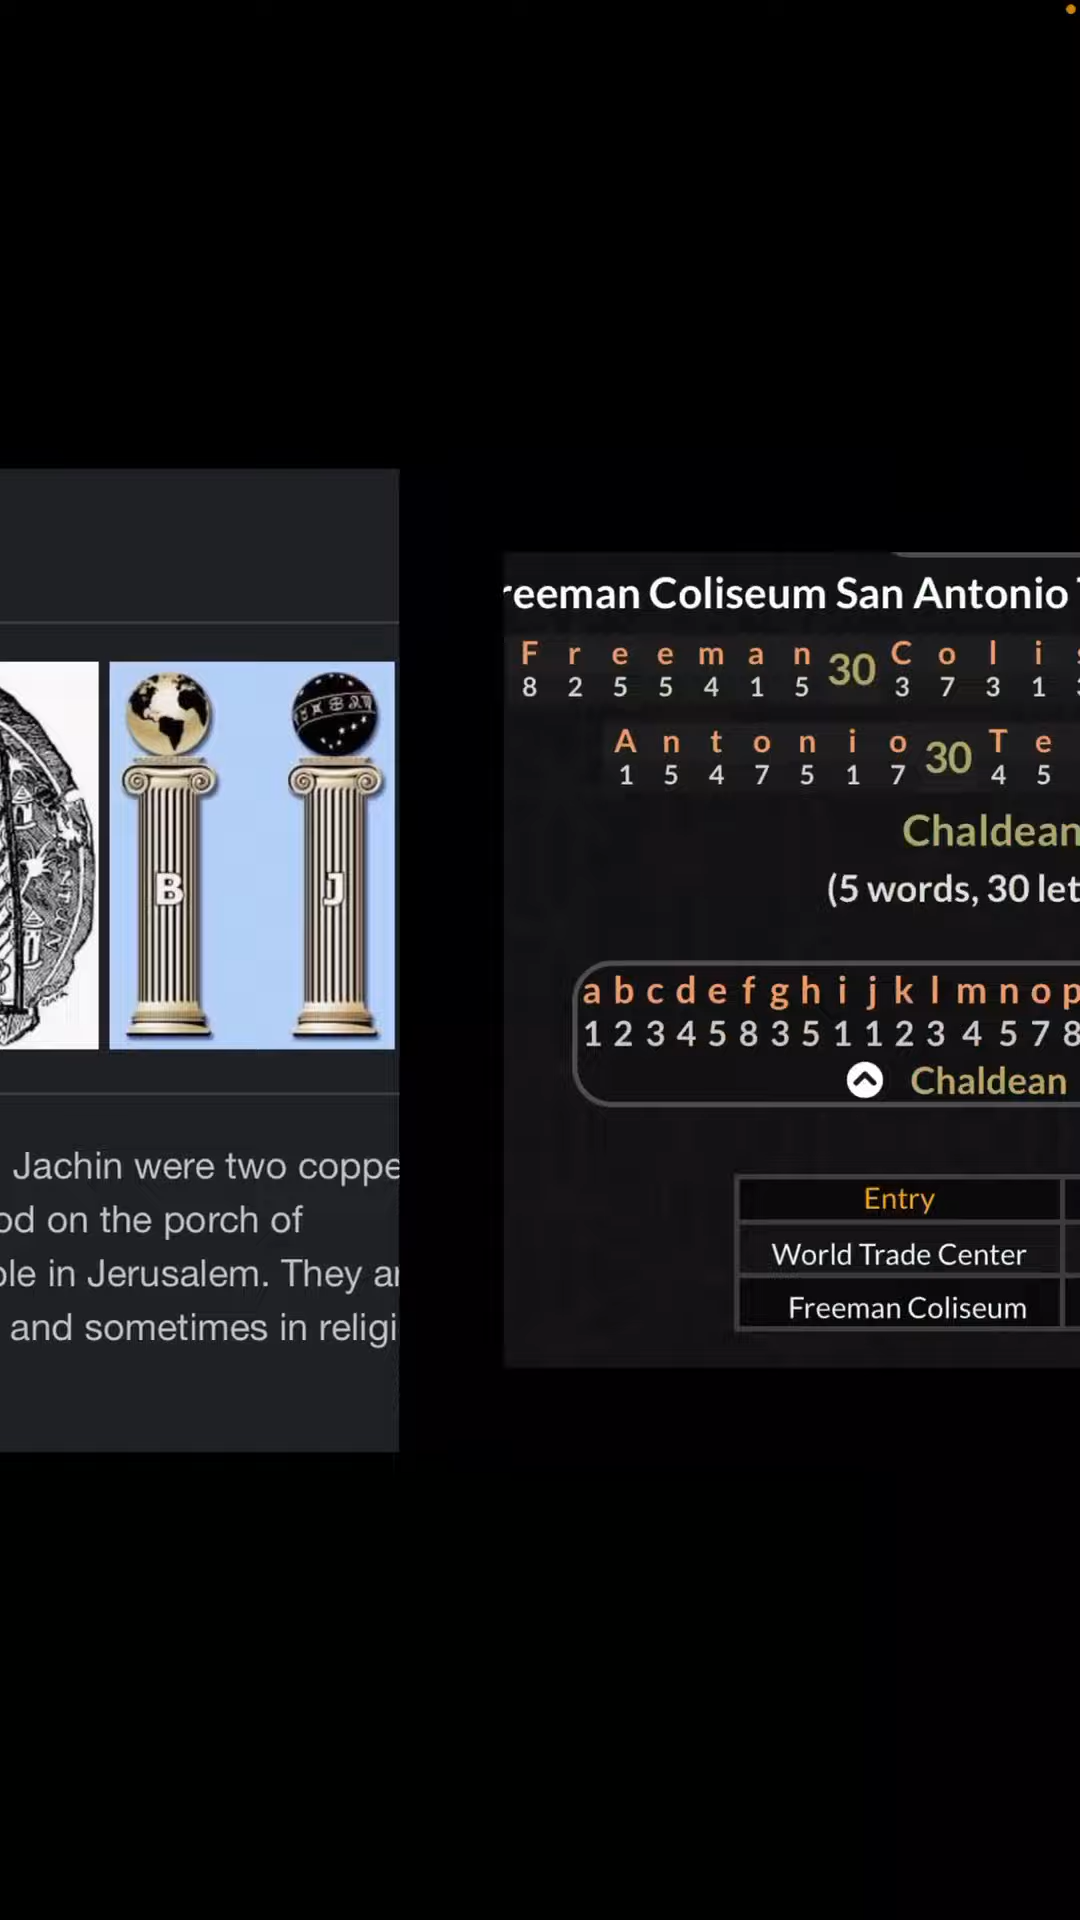 B J
Jachin were two coppe
od on the porch of
ole in Jerusalem. They ar
and sometimes in religi
reeman Coliseum San Antonio
F r e e m a n 30 C o l i
8 2 5 5 4 1 5 3 7 3 1
A n t o n i o 30 T e
1 5 4 7 5 1 7 4 5
Chaldean
(5 words, 30 let
a b c d e f g h i j k l m n o p
1 2 3 4 5 8 3 5 1 1 2 3 4 5 7 8
Chaldean
Entry
World Trade Center
Freeman Coliseum